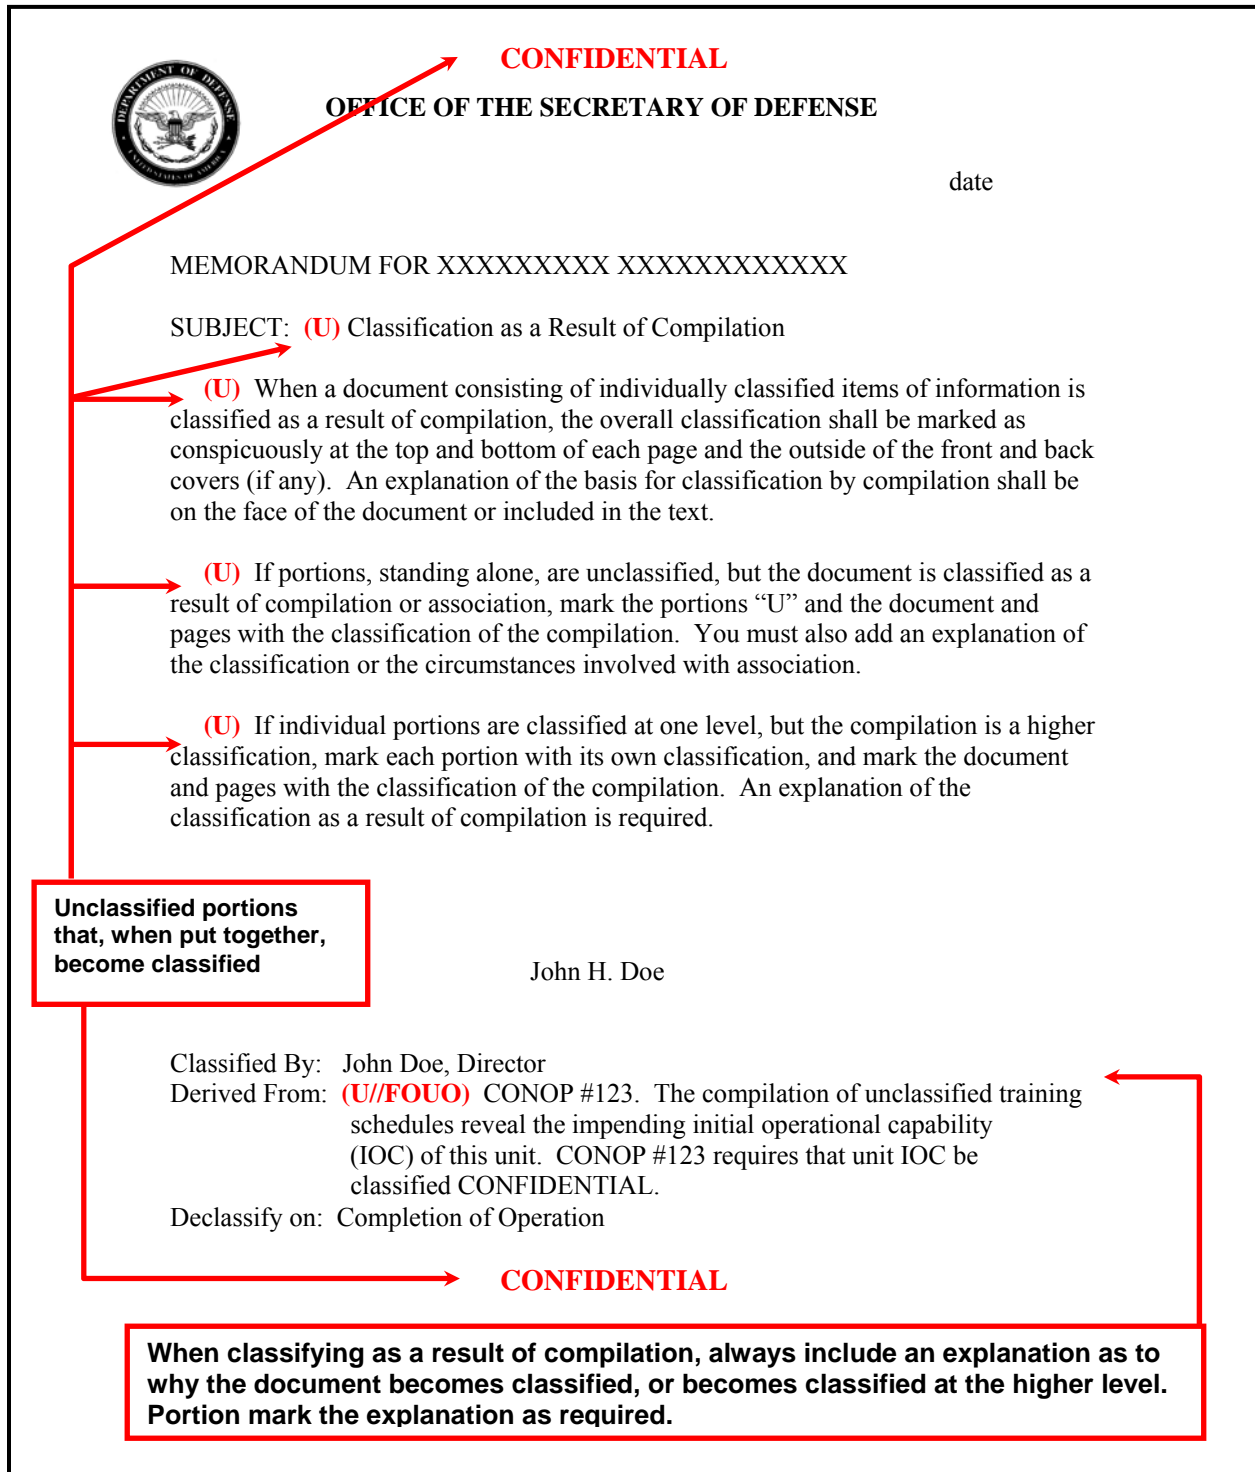 CONFIDENTIAL
DEPARTMENT OF DEFENSE
UNITED STATES OF AMERICA
OFFICE OF THE SECRETARY OF DEFENSE
date
MEMORANDUM FOR XXXXXXXXX XXXXXXXXXXXX
SUBJECT: (U) Classification as a Result of Compilation
(U) When a document consisting of individually classified items of information is
classified as a result of compilation, the overall classification shall be marked as
conspicuously at the top and bottom of each page and the outside of the front and back
covers (if any). An explanation of the basis for classification by compilation shall be
on the face of the document or included in the text.
(U) If portions, standing alone, are unclassified, but the document is classified as a
result of compilation or association, mark the portions “U” and the document and
pages with the classification of the compilation. You must also add an explanation of
the classification or the circumstances involved with association.
(U) If individual portions are classified at one level, but the compilation is a higher
classification, mark each portion with its own classification, and mark the document
and pages with the classification of the compilation. An explanation of the
classification as a result of compilation is required.
Unclassified portions
that, when put together,
become classified
John H. Doe
Classified By: John Doe, Director
Derived From: (U//FOUO) CONOP #123. The compilation of unclassified training
schedules reveal the impending initial operational capability
(IOC) of this unit. CONOP #123 requires that unit IOC be
classified CONFIDENTIAL.
Declassify on: Completion of Operation
CONFIDENTIAL
When classifying as a result of compilation, always include an explanation as to
why the document becomes classified, or becomes classified at the higher level.
Portion mark the explanation as required.